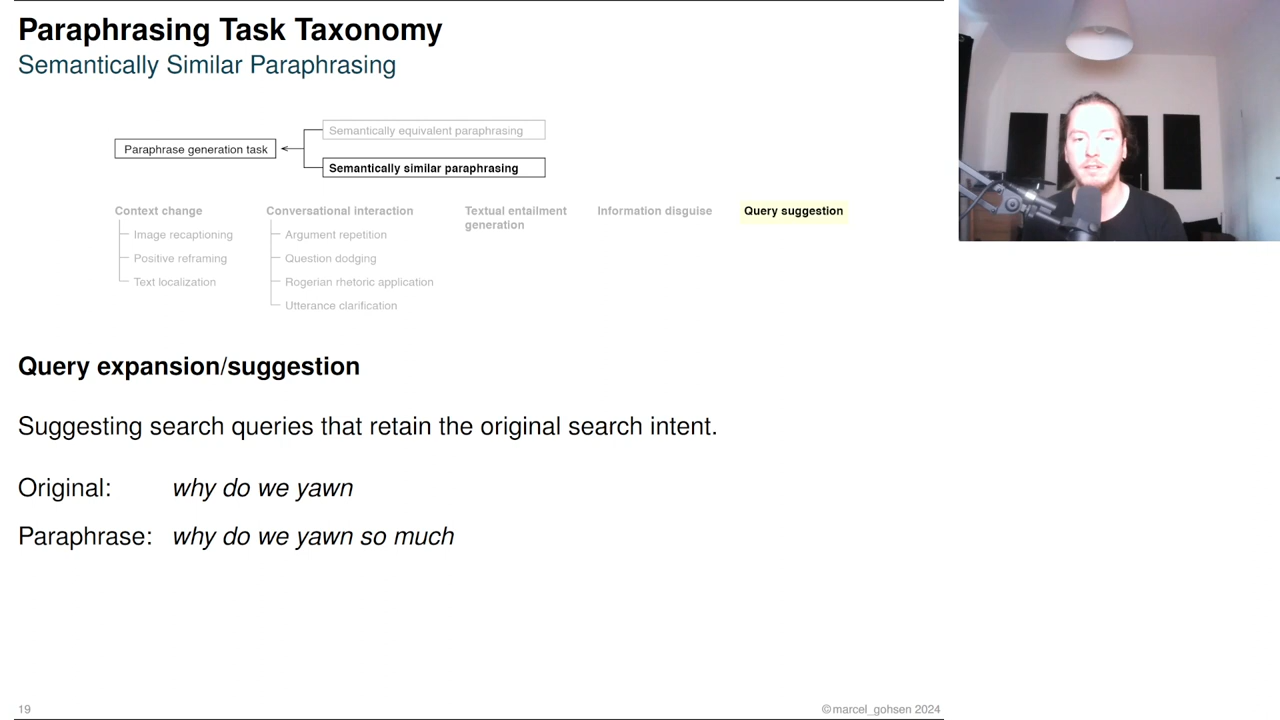 Paraphrasing Task Taxonomy
Semantically Similar Paraphrasing
Semantically equivalent paraphrasing
Paraphrase generation task
Semantically similar paraphrasing
Context change
Image recaptioning
Positive reframing
Text localization
Conversational interaction
Argument repetition
Question dodging
Rogerian rhetoric application
Utterance clarification
Textual entailment
generation
Information disguise
Query suggestion
Query expansion/suggestion
Suggesting search queries that retain the original search intent.
Original: why do we yawn
Paraphrase: why do we yawn so much
19
©marcel_gohsen 2024